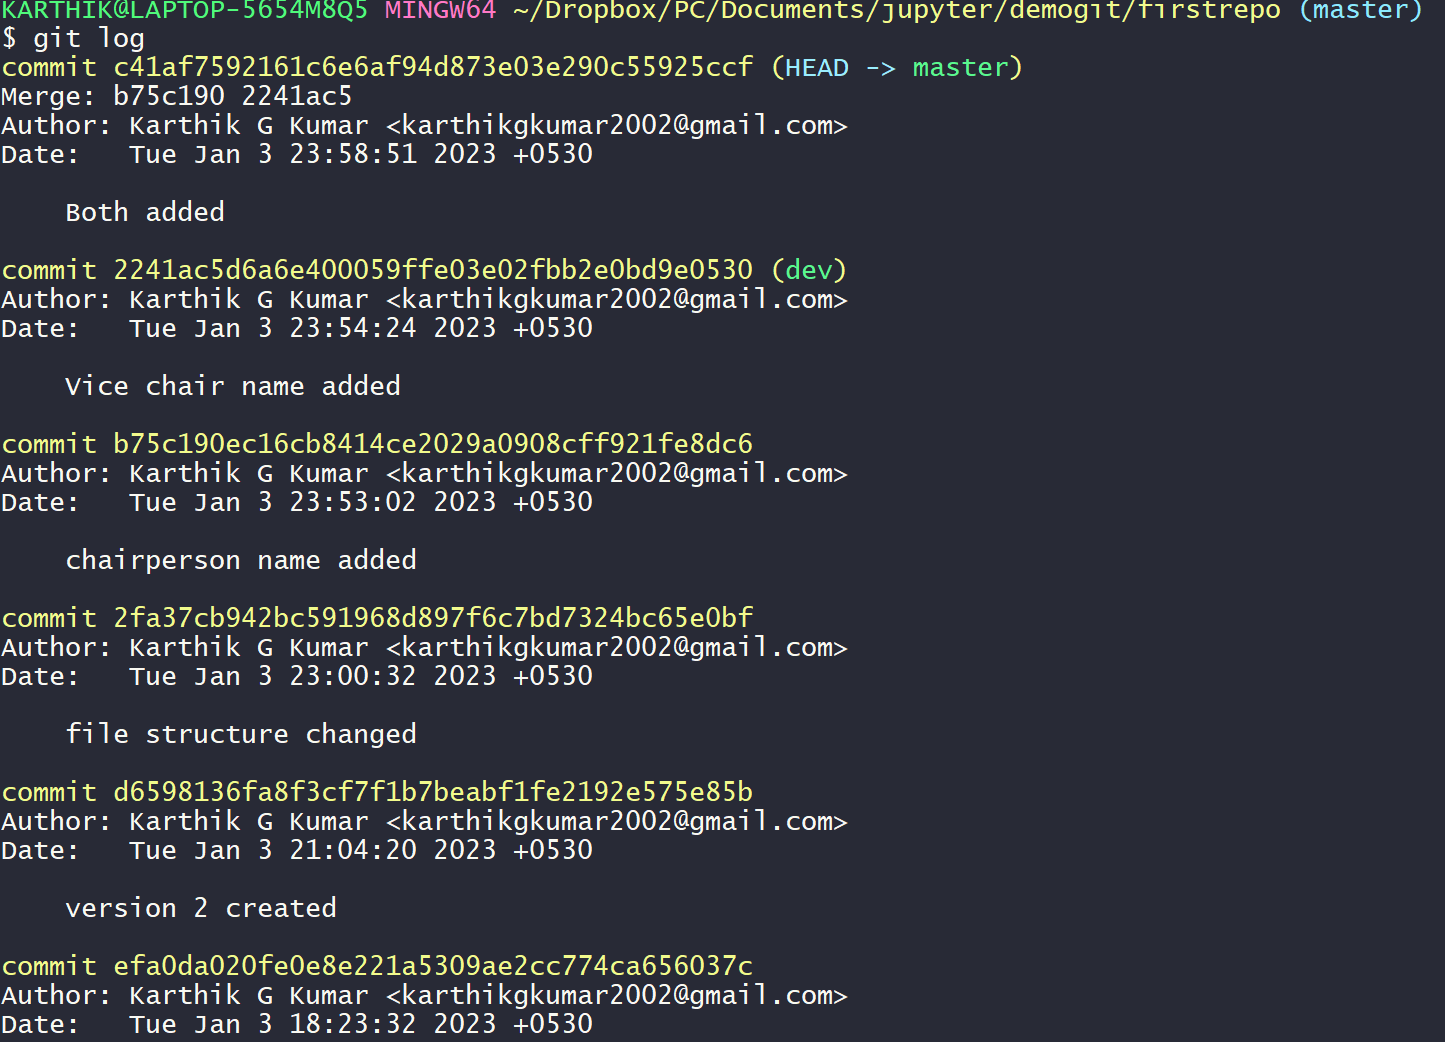 KARTHIK@LAPTOP-5654M8Q5 MINGW64 ~/Dropbox/PC/Documents/jupyter/demogit/firstrepo (master)
$ git log
commit c41af7592161c6e6af94d873e03e290c55925ccf (HEAD -> master)
Merge: b75c190 2241ac5
Author: Karthik G Kumar <karthikgkumar2002@gmail.com>
Date:   Tue Jan 3 23:58:51 2023 +0530
    Both added
commit 2241ac5d6a6e400059ffe03e02fbb2e0bd9e0530 (dev)
Author: Karthik G Kumar <karthikgkumar2002@gmail.com>
Date:   Tue Jan 3 23:54:24 2023 +0530
    Vice chair name added
commit b75c190ec16cb8414ce2029a0908cff921fe8dc6
Author: Karthik G Kumar <karthikgkumar2002@gmail.com>
Date:   Tue Jan 3 23:53:02 2023 +0530
    chairperson name added
commit 2fa37cb942bc591968d897f6c7bd7324bc65e0bf
Author: Karthik G Kumar <karthikgkumar2002@gmail.com>
Date:   Tue Jan 3 23:00:32 2023 +0530
    file structure changed
commit d6598136fa8f3cf7f1b7beabf1fe2192e575e85b
Author: Karthik G Kumar <karthikgkumar2002@gmail.com>
Date:   Tue Jan 3 21:04:20 2023 +0530
    version 2 created
commit efa0da020fe0e8e221a5309ae2cc774ca656037c
Author: Karthik G Kumar <karthikgkumar2002@gmail.com>
Date:   Tue Jan 3 18:23:32 2023 +0530